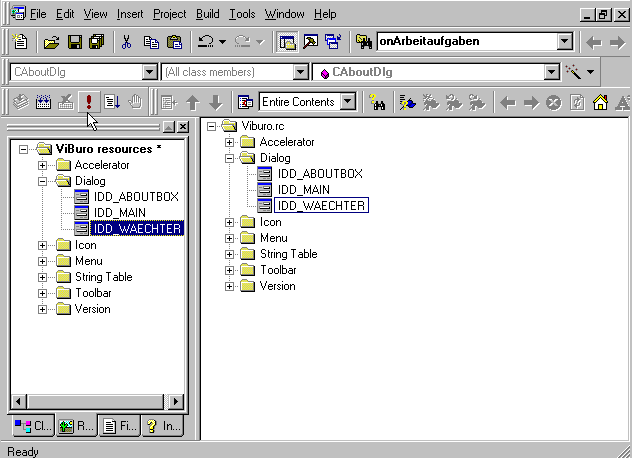 File Edit View Insert Project Build Tools Window Help
onArbeitaufgaben
CAboutDlg (All class members) CAboutDlg
Entire Contents
ViBuro resources *
Accelerator
Dialog
IDD_ABOUTBOX
IDD_MAIN
IDD_WAECHTER
Icon
Menu
String Table
Toolbar
Version
Cl... R... Fi... In...
Viburo.rc
Accelerator
Dialog
IDD_ABOUTBOX
IDD_MAIN
IDD_WAECHTER
Icon
Menu
String Table
Toolbar
Version
Ready